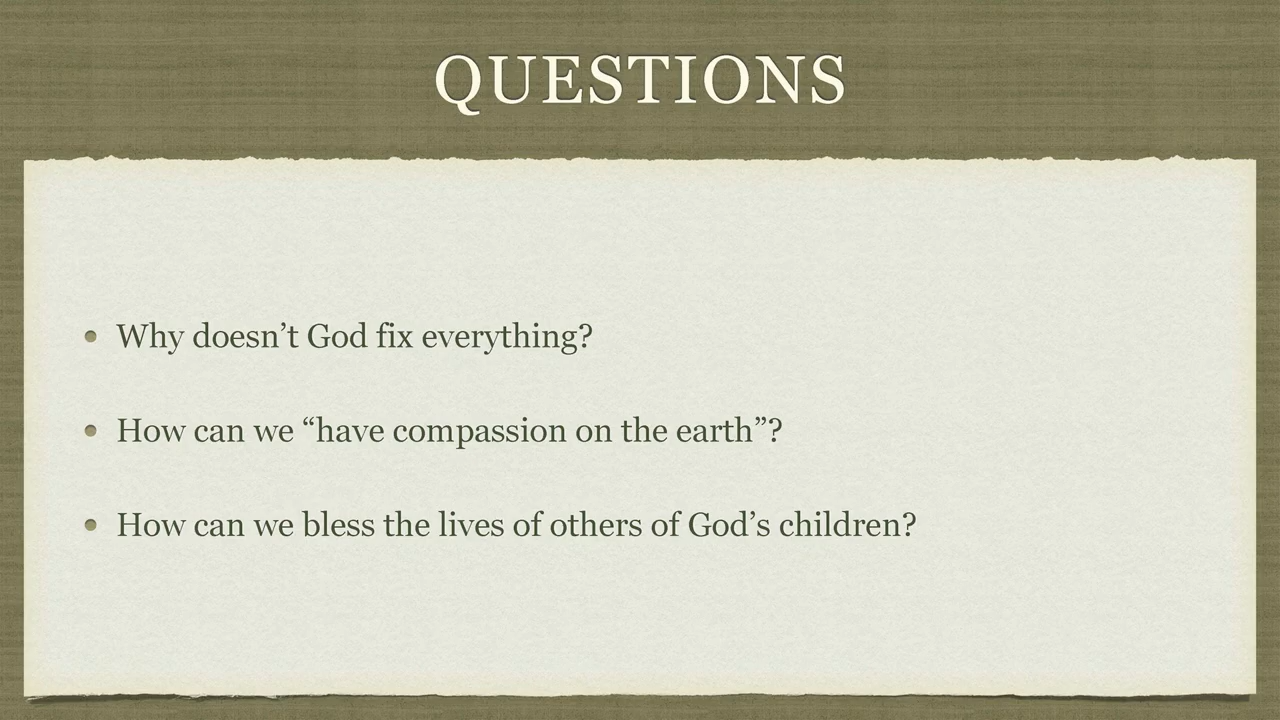 QUESTIONS
• Why doesn’t God fix everything?
• How can we “have compassion on the earth”?
• How can we bless the lives of others of God’s children?